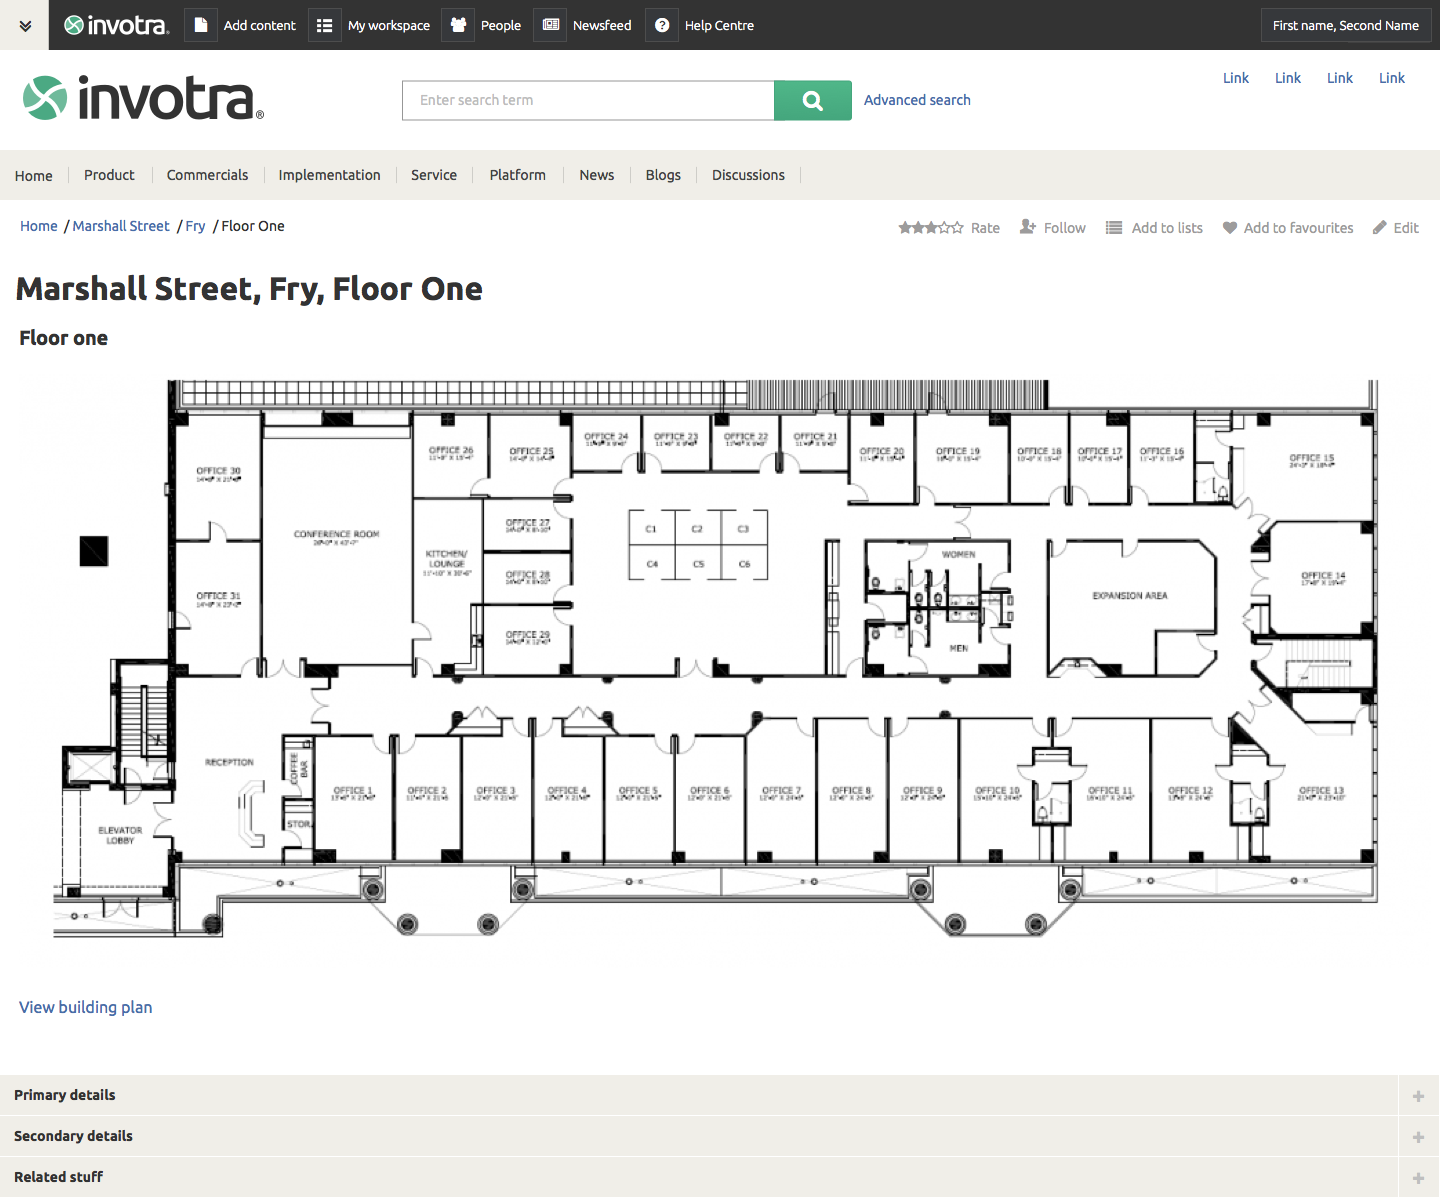 invotra.
Add content
My workspace
People
Newsfeed
Help Centre
First name, Second Name
invotra®
Enter search term
Advanced search
Link Link Link Link
Home Product Commercials Implementation Service Platform News Blogs Discussions
Home / Marshall Street / Fry / Floor One
Rate Follow Add to lists Add to favourites Edit
Marshall Street, Fry, Floor One
Floor one
OFFICE 30
OFFICE 31
CONFERENCE ROOM
OFFICE 26
KITCHEN/
LOUNGE
OFFICE 25
OFFICE 27
OFFICE 28
OFFICE 29
OFFICE 24
OFFICE 23
OFFICE 22
OFFICE 21
C1 C2 C3
C4 C5 C6
OFFICE 20
OFFICE 19
OFFICE 18
OFFICE 17
OFFICE 16
OFFICE 15
WOMEN
MEN
EXPANSION AREA
OFFICE 14
RECEPTION
COFFEE
BAR
STOR
ELEVATOR
LOBBY
OFFICE 1
OFFICE 2
OFFICE 3
OFFICE 4
OFFICE 5
OFFICE 6
OFFICE 7
OFFICE 8
OFFICE 9
OFFICE 10
OFFICE 11
OFFICE 12
OFFICE 13
View building plan
Primary details
Secondary details
Related stuff